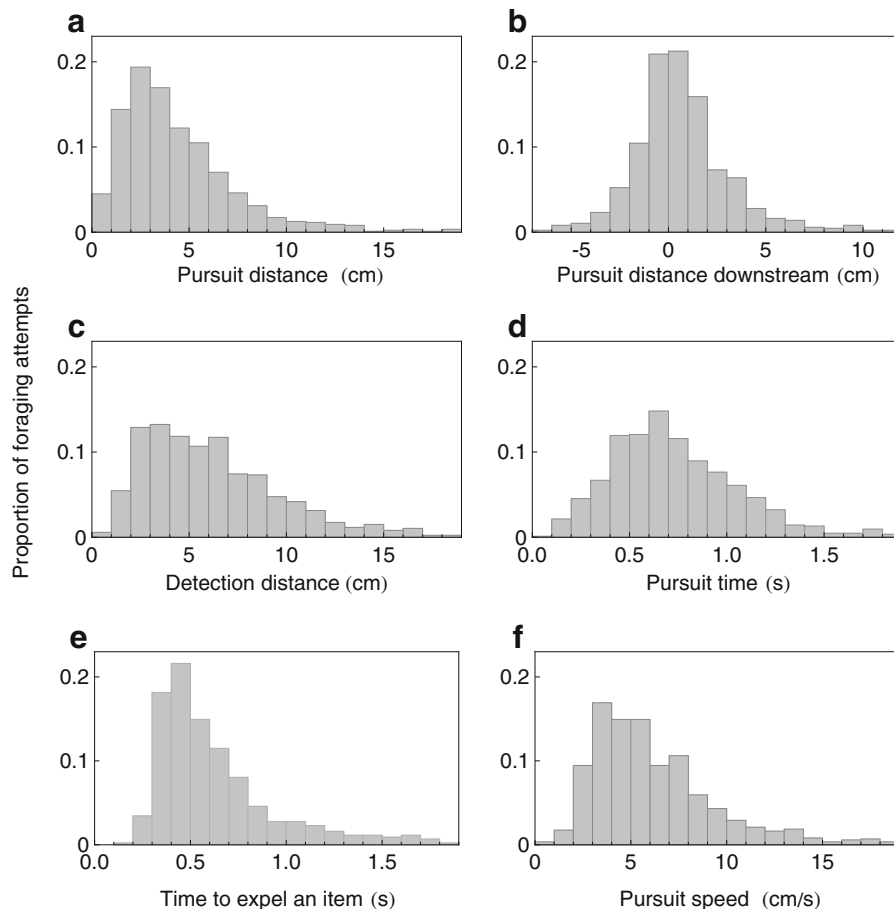 a
b
0.2
0.1
0
0 5 10 15
Pursuit distance (cm)
0.2
0.1
0
-5 0 5 10
Pursuit distance downstream (cm)
Proportion of foraging attempts
c
d
0.2
0.1
0
0 5 10 15
Detection distance (cm)
0.2
0.1
0
0.0 0.5 1.0 1.5
Pursuit time (s)
e
f
0.2
0.1
0
0.0 0.5 1.0 1.5
Time to expel an item (s)
0.2
0.1
0
0 5 10 15
Pursuit speed (cm/s)